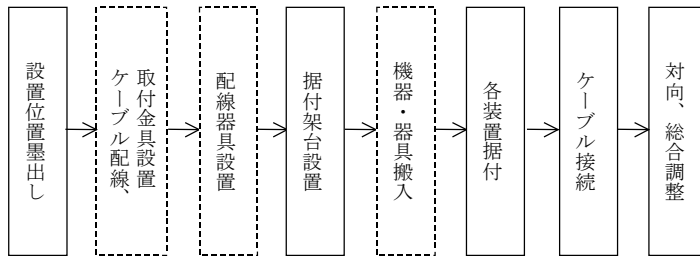 設置位置墨出し
取付金具設置
ケーブル配線、
配線器具設置
据付架台設置
機器・器具搬入
各装置据付
ケーブル接続
対向、総合調整